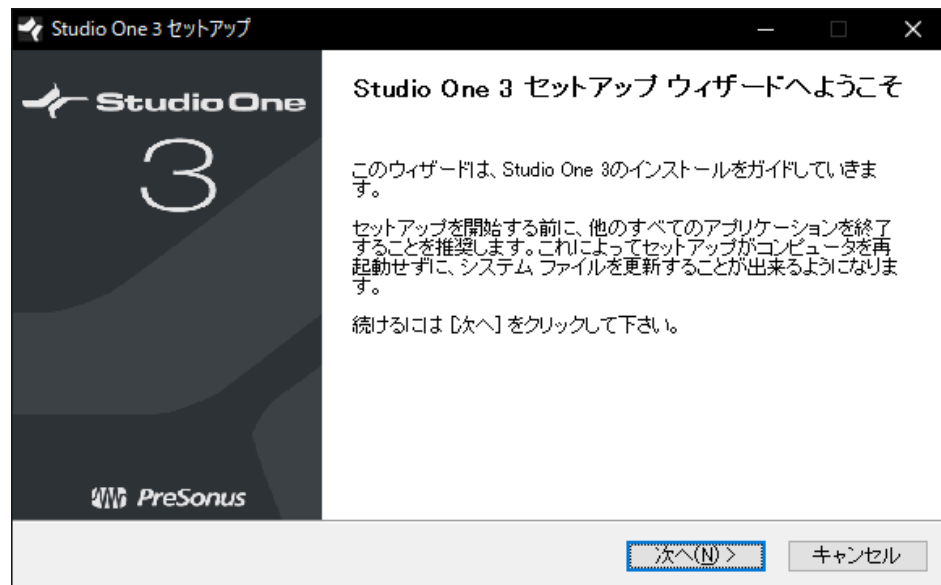 Studio One 3 セットアップ
Studio One
3
Studio One 3 セットアップ ウィザードへようこそ
このウィザードは、Studio One 3のインストールをガイドしていきま
す。
セットアップを開始する前に、他のすべてのアプリケーションを終了
することを推奨します。これによってセットアップがコンピュータを再
起動せずに、システム ファイルを更新することが出来るようになりま
す。
続けるには [次へ] をクリックして下さい。
PreSonus
次へ(N) >
キャンセル